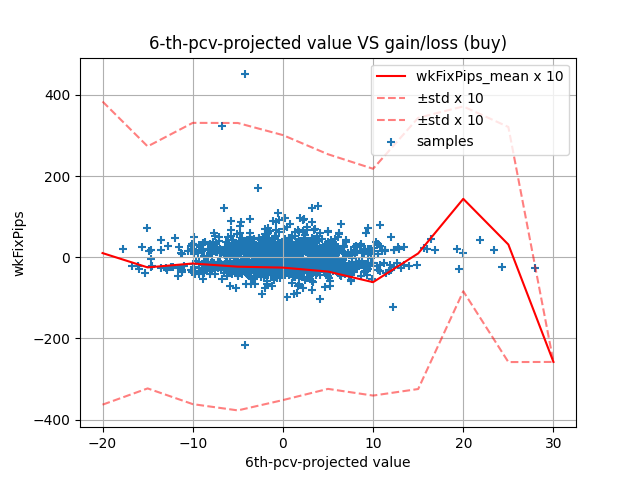 6-th-pcv-projected value VS gain/loss (buy)
wkFixPips_mean x 10
±std x 10
±std x 10
samples
wkFixPips
400
200
0
−200
−400
−20
−10
0
10
20
30
6th-pcv-projected value